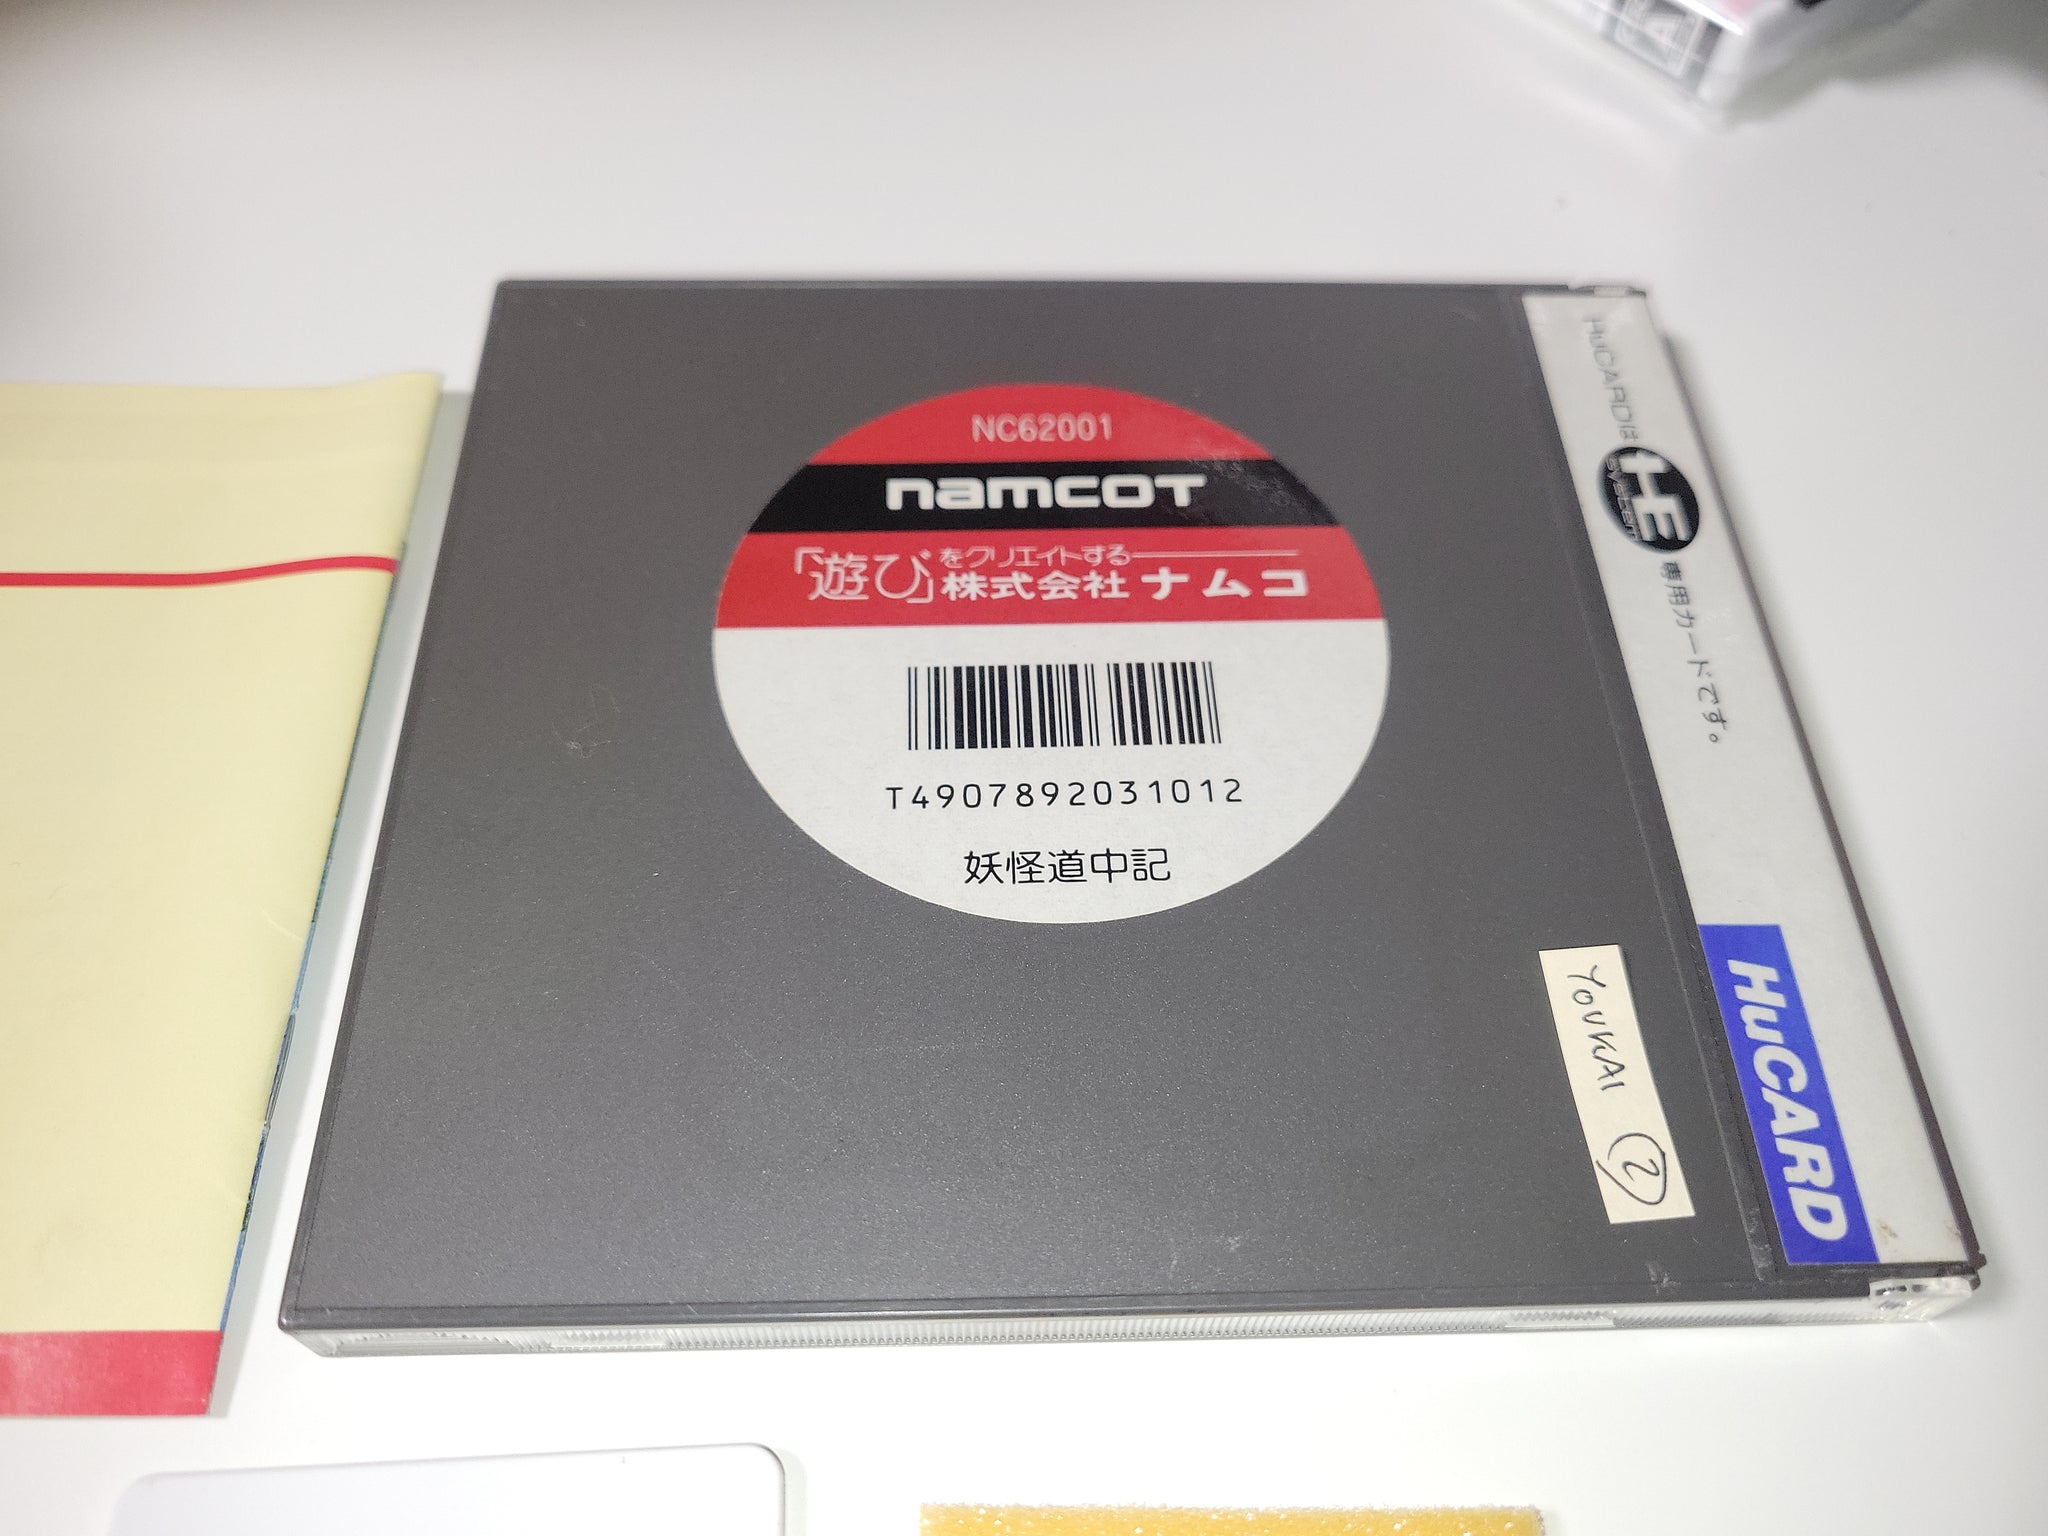 NC62001
namcot
「遊び」をクリエイトする
株式会社ナムコ
T4907892031012
妖怪道中記
HuCARDは
HE
system
専用カードです。
HuCARD
YOUKAI ②